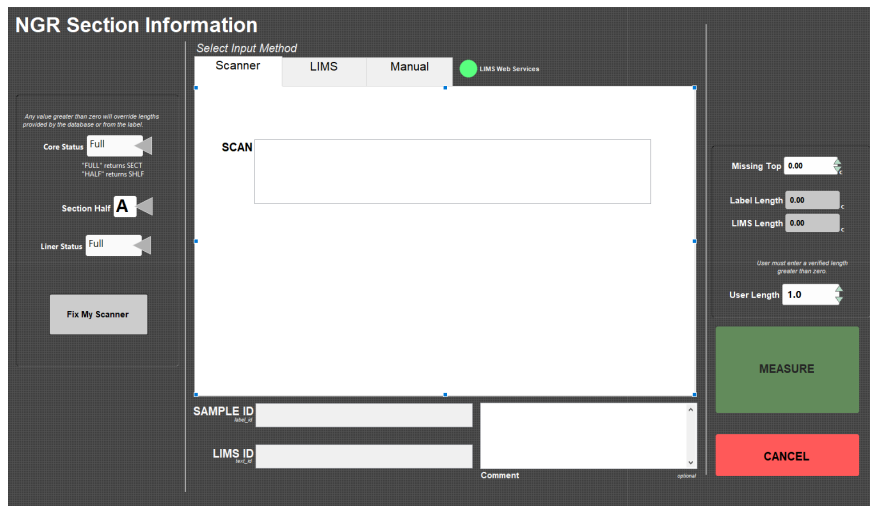 NGR Section Information
Select Input Method
Scanner
LIMS
Manual
LIMS Web Services
Any value greater than zero will override lengths
provided by the database or from the label.
Core Status Full
"FULL" returns SECT
"HALF" returns SHLF
Section Half A
Liner Status Full
Fix My Scanner
SCAN
SAMPLE ID
label_id
LIMS ID
text_id
Comment
optional
Missing Top 0.00
c
Label Length 0.00
c
LIMS Length 0.00
c
User must enter a verified length
greater than zero.
User Length 1.0
c
MEASURE
CANCEL